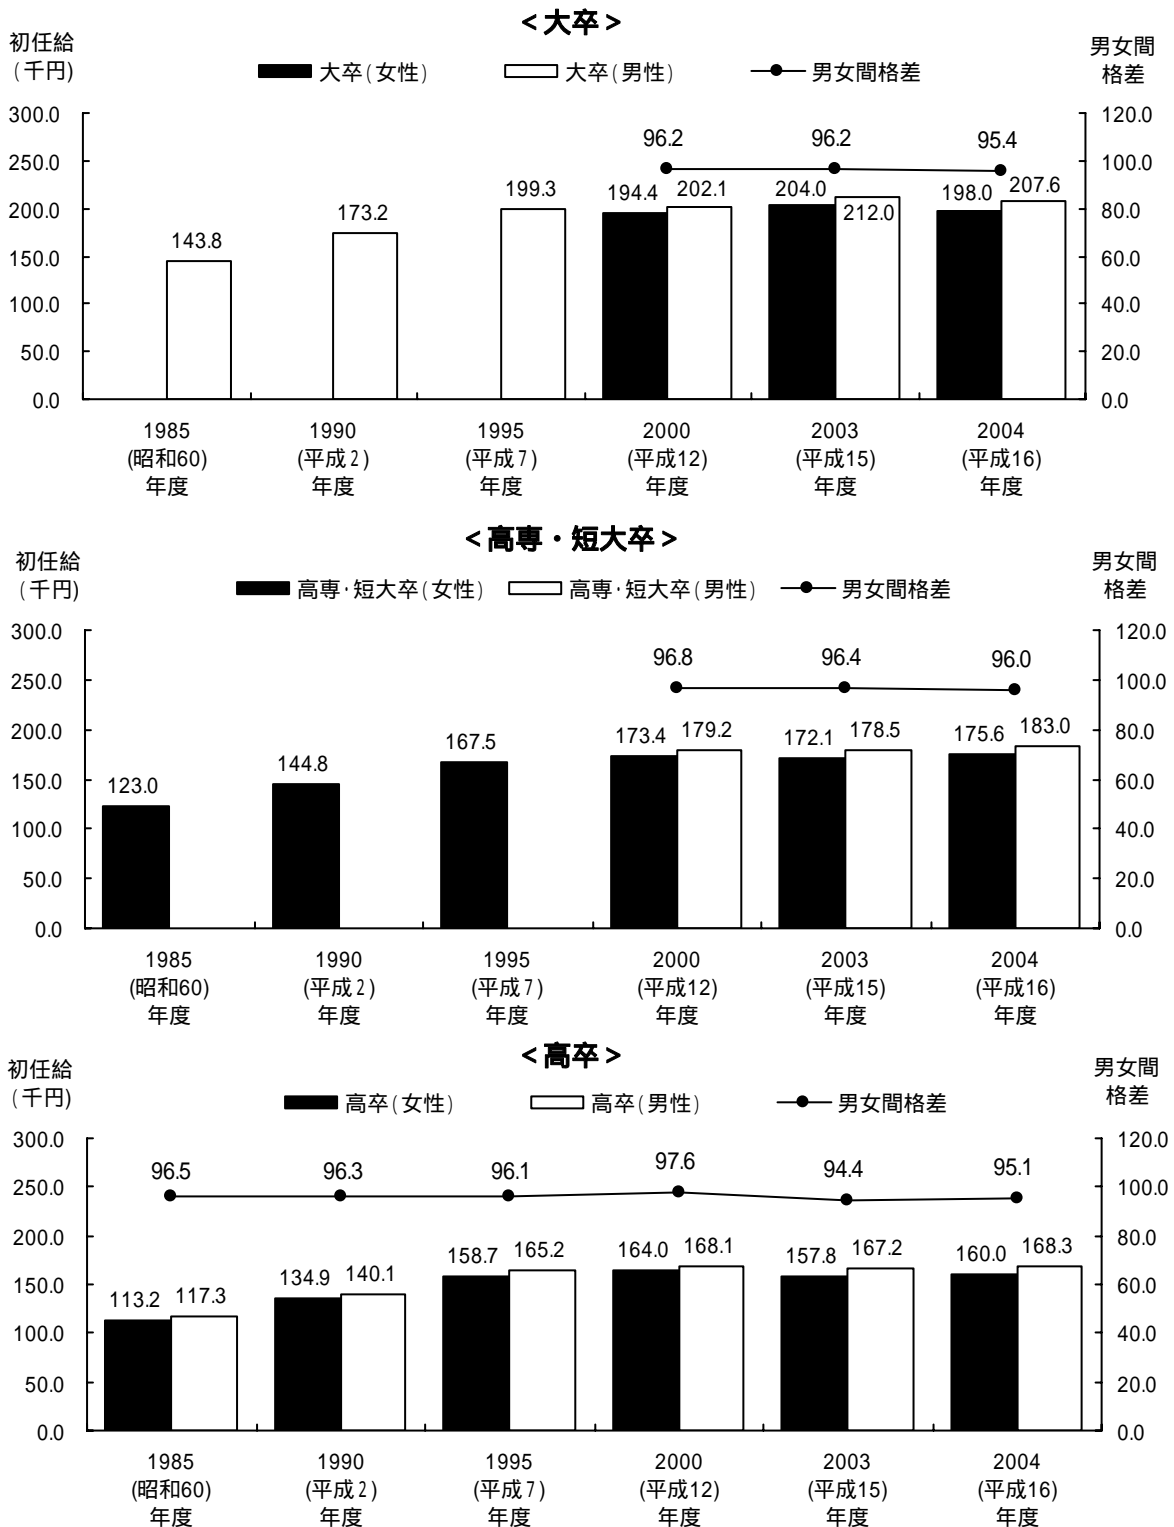 <大卒>
初任給
(千円)
男女間
格差
大卒(女性)
大卒(男性)
男女間格差
300.0
250.0
200.0
150.0
100.0
50.0
0.0
120.0
100.0
80.0
60.0
40.0
20.0
0.0
96.2
96.2
95.4
143.8
173.2
199.3
194.4
202.1
204.0
212.0
198.0
207.6
1985
(昭和60)
年度
1990
(平成2)
年度
1995
(平成7)
年度
2000
(平成12)
年度
2003
(平成15)
年度
2004
(平成16)
年度
<高専・短大卒>
初任給
(千円)
男女間
格差
高専・短大卒(女性)
高専・短大卒(男性)
男女間格差
300.0
250.0
200.0
150.0
100.0
50.0
0.0
120.0
100.0
80.0
60.0
40.0
20.0
0.0
96.8
96.4
96.0
123.0
144.8
167.5
173.4
179.2
172.1
178.5
175.6
183.0
1985
(昭和60)
年度
1990
(平成2)
年度
1995
(平成7)
年度
2000
(平成12)
年度
2003
(平成15)
年度
2004
(平成16)
年度
<高卒>
初任給
(千円)
男女間
格差
高卒(女性)
高卒(男性)
男女間格差
300.0
250.0
200.0
150.0
100.0
50.0
0.0
120.0
100.0
80.0
60.0
40.0
20.0
0.0
96.5
96.3
96.1
97.6
94.4
95.1
113.2
117.3
134.9
140.1
158.7
165.2
164.0
168.1
157.8
167.2
160.0
168.3
1985
(昭和60)
年度
1990
(平成2)
年度
1995
(平成7)
年度
2000
(平成12)
年度
2003
(平成15)
年度
2004
(平成16)
年度